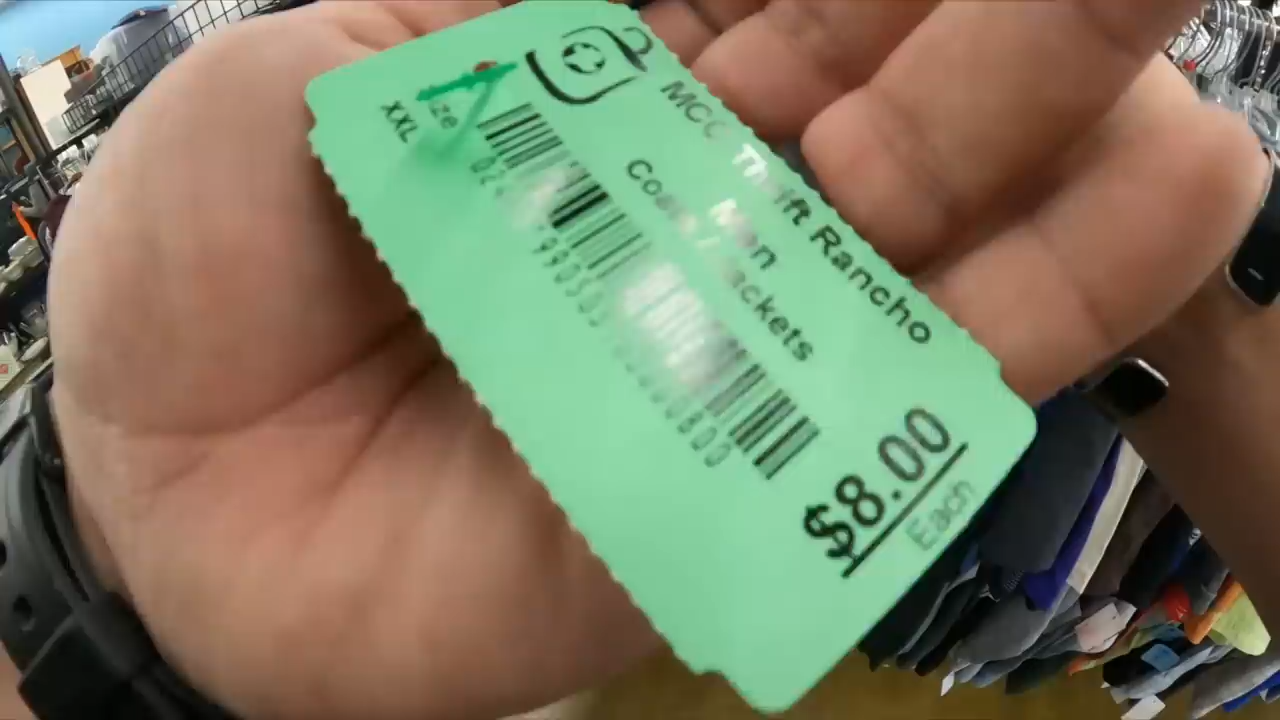 MCC Thrift Rancho
Men
Coats / Jackets
XXL
$8.00
Each